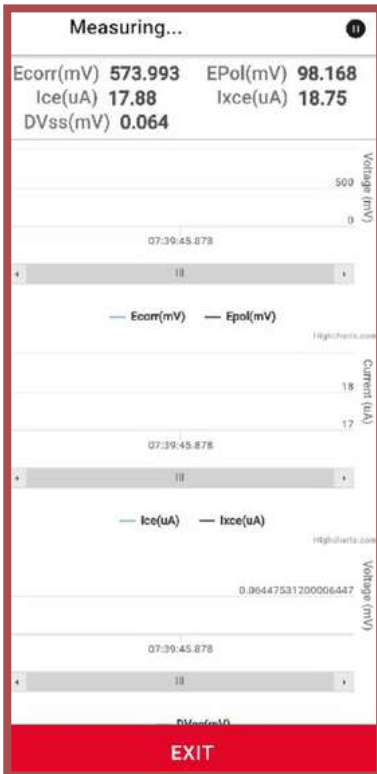 Measuring...
Ecorr(mV) 573.993 EPol(mV) 98.168
Ice(uA) 17.88 Ixce(uA) 18.75
DVss(mV) 0.064
500
0
Voltage (mV)
07:39:45.878
Ecorr(mV) Epol(mV)
Highcharts.com
18
17
Current (uA)
07:39:45.878
Ice(uA) Ixce(uA)
Highcharts.com
0.06447531200006447
Voltage (mV)
07:39:45.878
DVss(mV)
EXIT